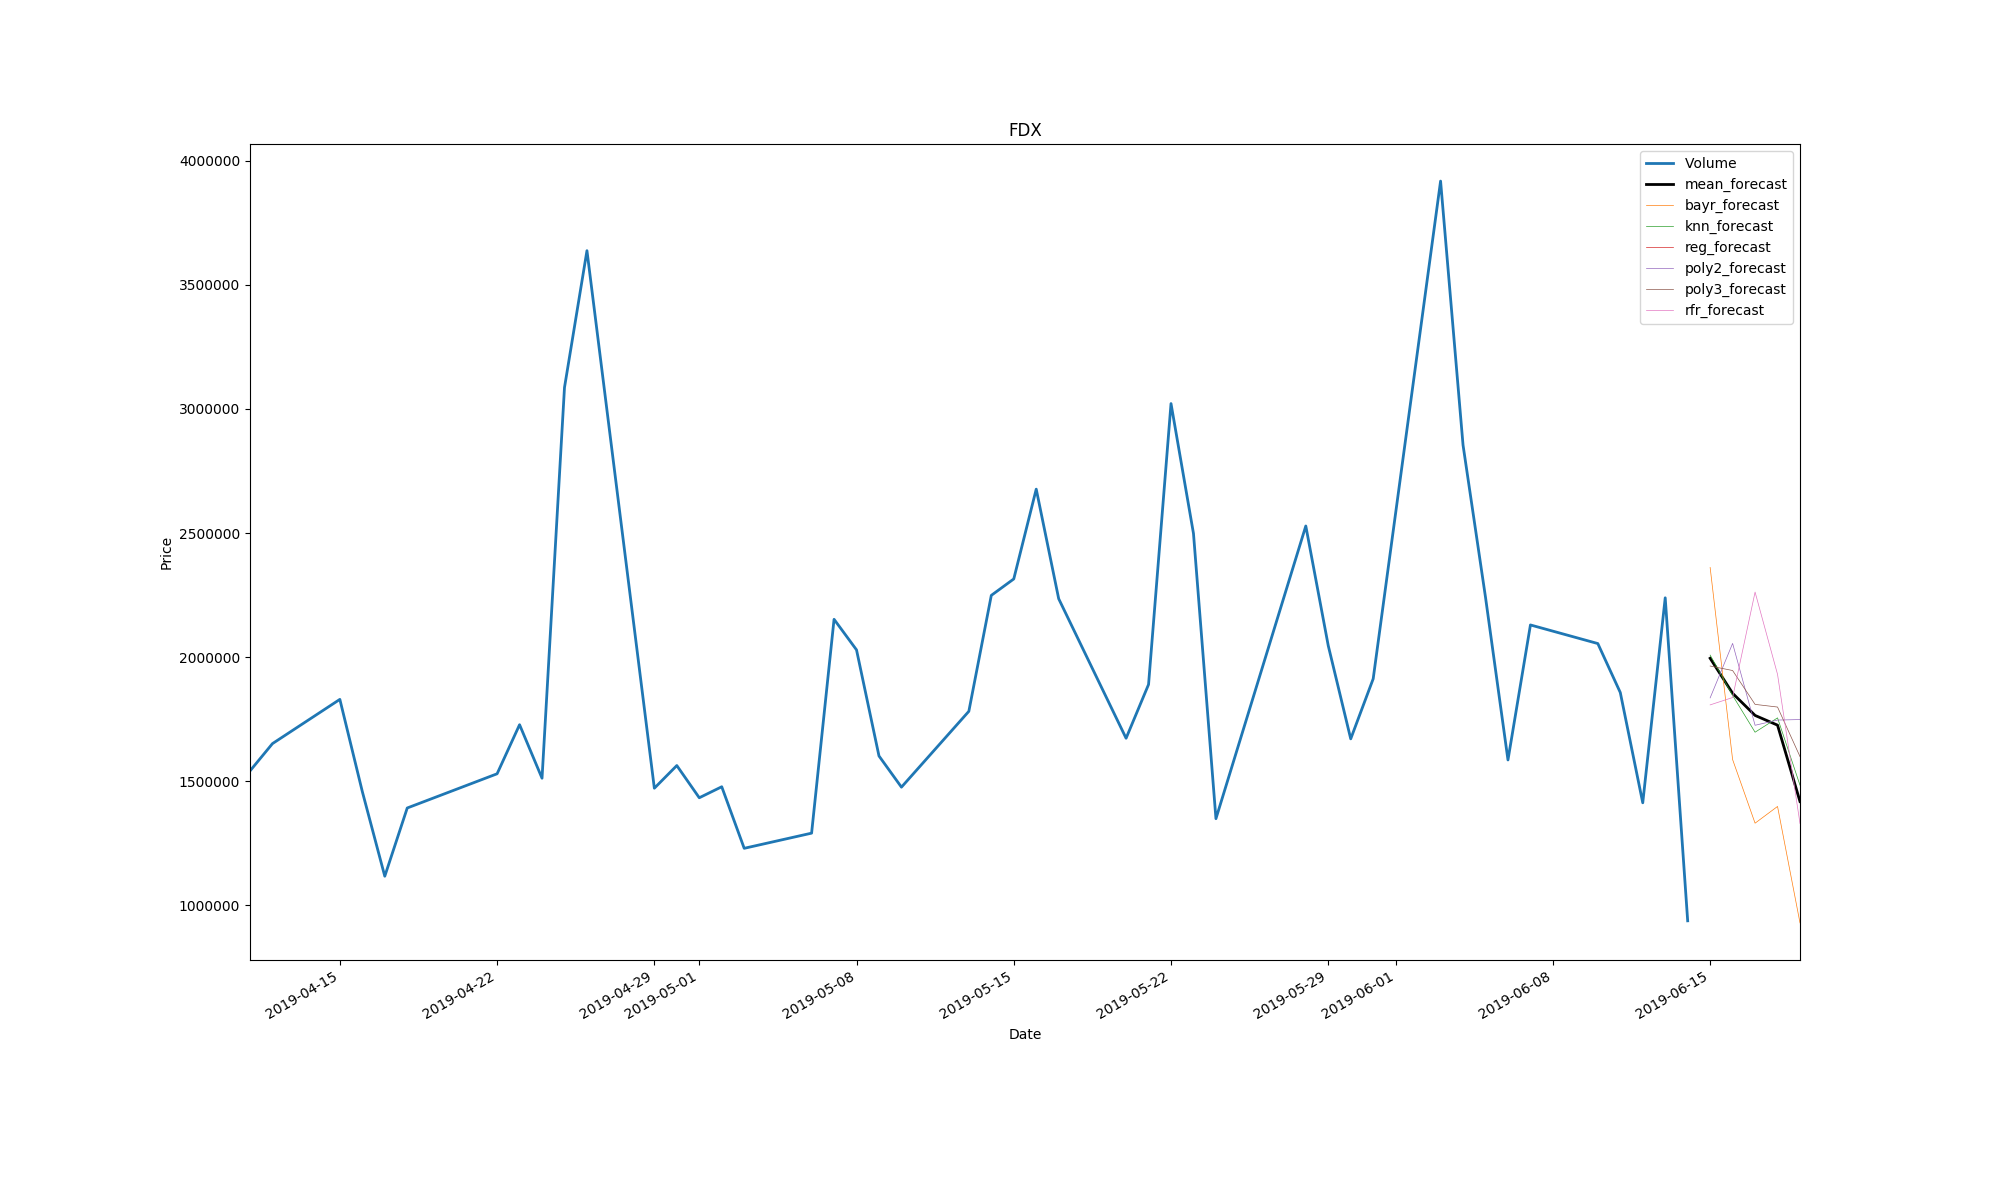 FDX
4000000
3500000
3000000
2500000
2000000
1500000
1000000
Price
Volume
mean_forecast
bayr_forecast
knn_forecast
reg_forecast
poly2_forecast
poly3_forecast
rfr_forecast
2019-04-15
2019-04-22
2019-04-29
2019-05-01
2019-05-08
2019-05-15
2019-05-22
2019-05-29
2019-06-01
2019-06-08
2019-06-15
Date